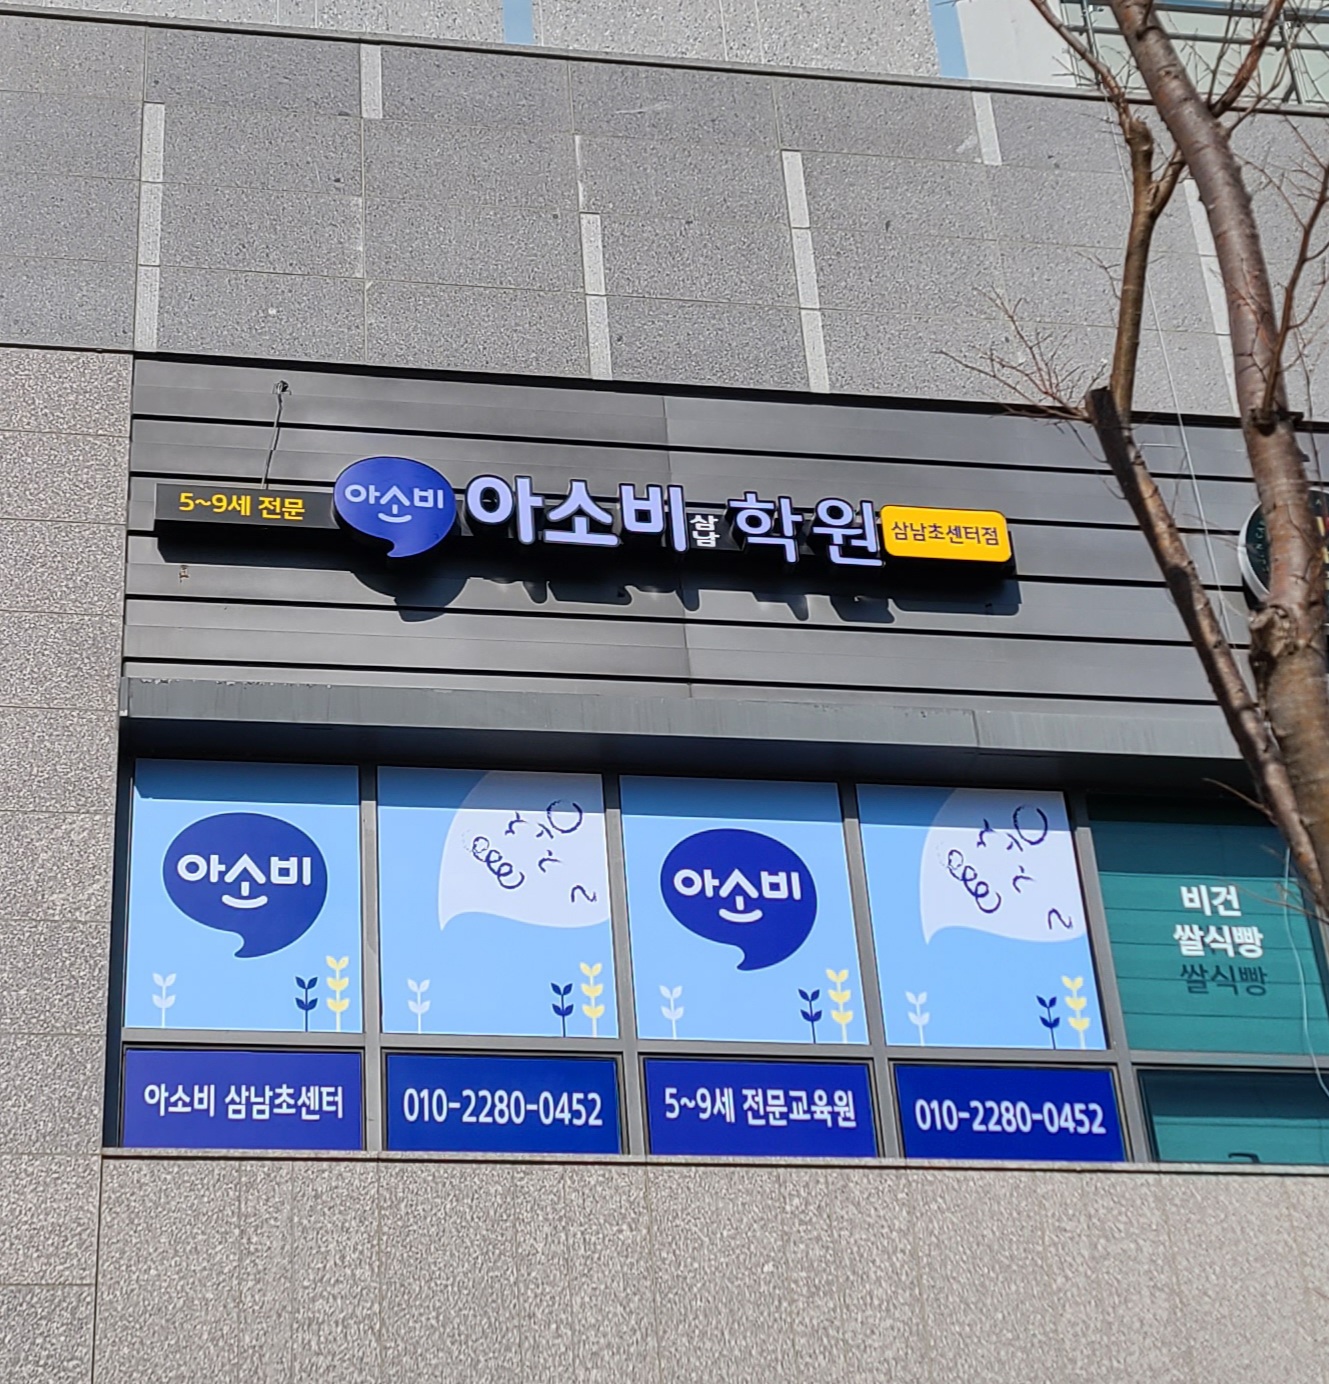 5~9세 전문
아소비
아소비 삼남 학원
삼남초센터점
아소비
아소비
비건
쌀식빵
쌀식빵
아소비 삼남초센터
010-2280-0452
5~9세 전문교육원
010-2280-0452